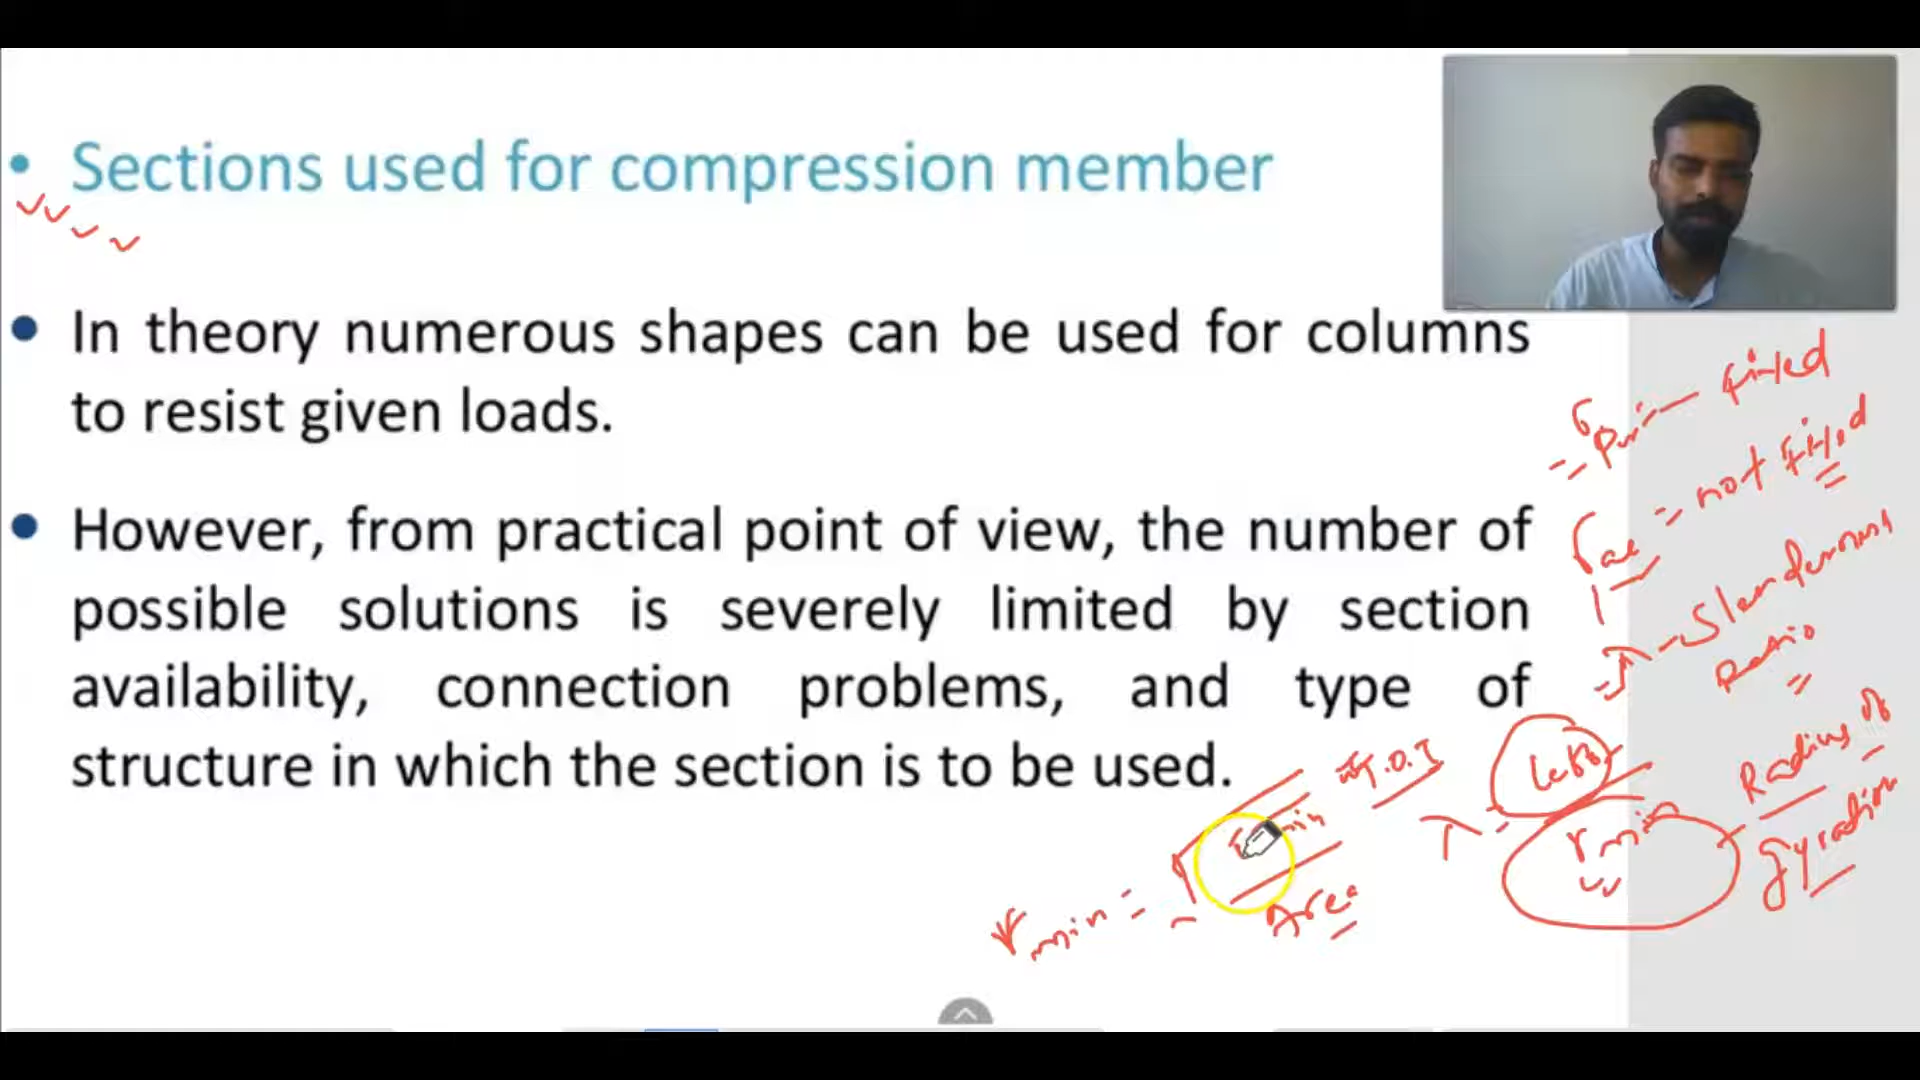 • Sections used for compression member
• In theory numerous shapes can be used for columns
to resist given loads.
• However, from practical point of view, the number of
possible solutions is severely limited by section
availability, connection problems, and type of
structure in which the section is to be used.
not fixed
Slenderness
Ratio
Radius of
gyration
M.O.I
λ =
rmin
rmin =
Area